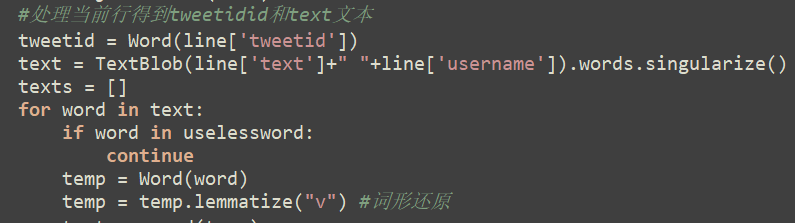 #处理当前行得到tweetidid和text文本
tweetid = Word(line['tweetid'])
text = TextBlob(line['text']+" "+line['username']).words.singularize()
texts = []
for word in text:
    if word in uselessword:
        continue
    temp = Word(word)
    temp = temp.lemmatize("v") #词形还原